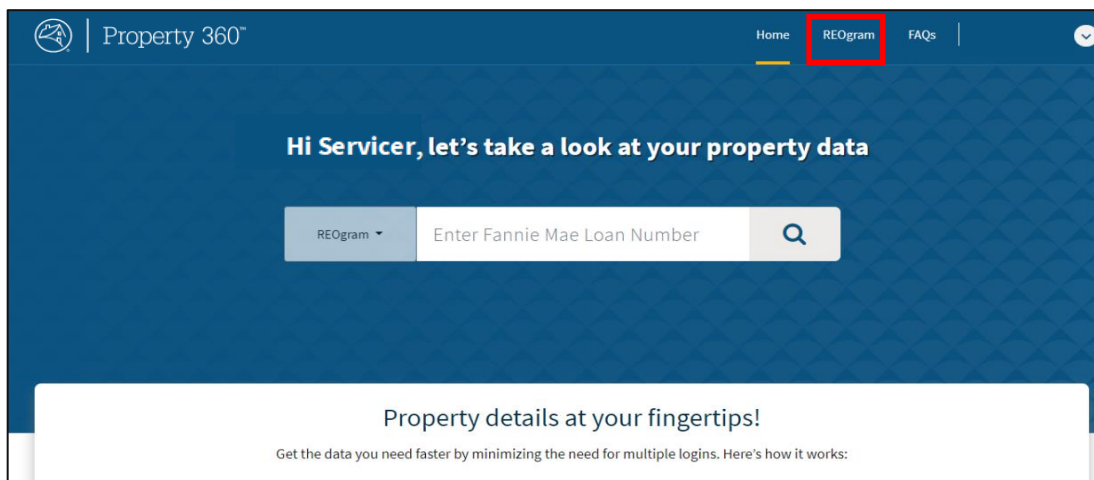 Property 360™
Home REOgram FAQs
Hi Servicer, let's take a look at your property data
REOgram Enter Fannie Mae Loan Number
Property details at your fingertips!
Get the data you need faster by minimizing the need for multiple logins. Here's how it works: